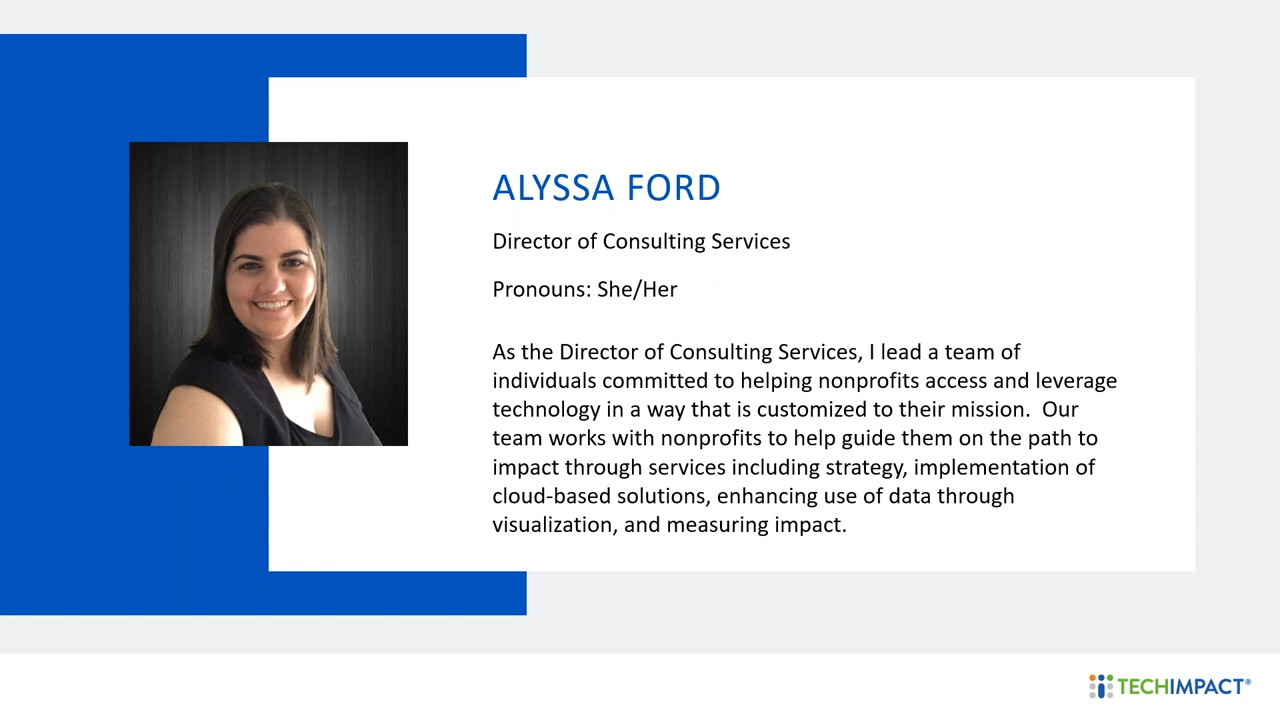 ALYSSA FORD
Director of Consulting Services
Pronouns: She/Her
As the Director of Consulting Services, I lead a team of
individuals committed to helping nonprofits access and leverage
technology in a way that is customized to their mission.  Our
team works with nonprofits to help guide them on the path to
impact through services including strategy, implementation of
cloud-based solutions, enhancing use of data through
visualization, and measuring impact.
TECHIMPACT®